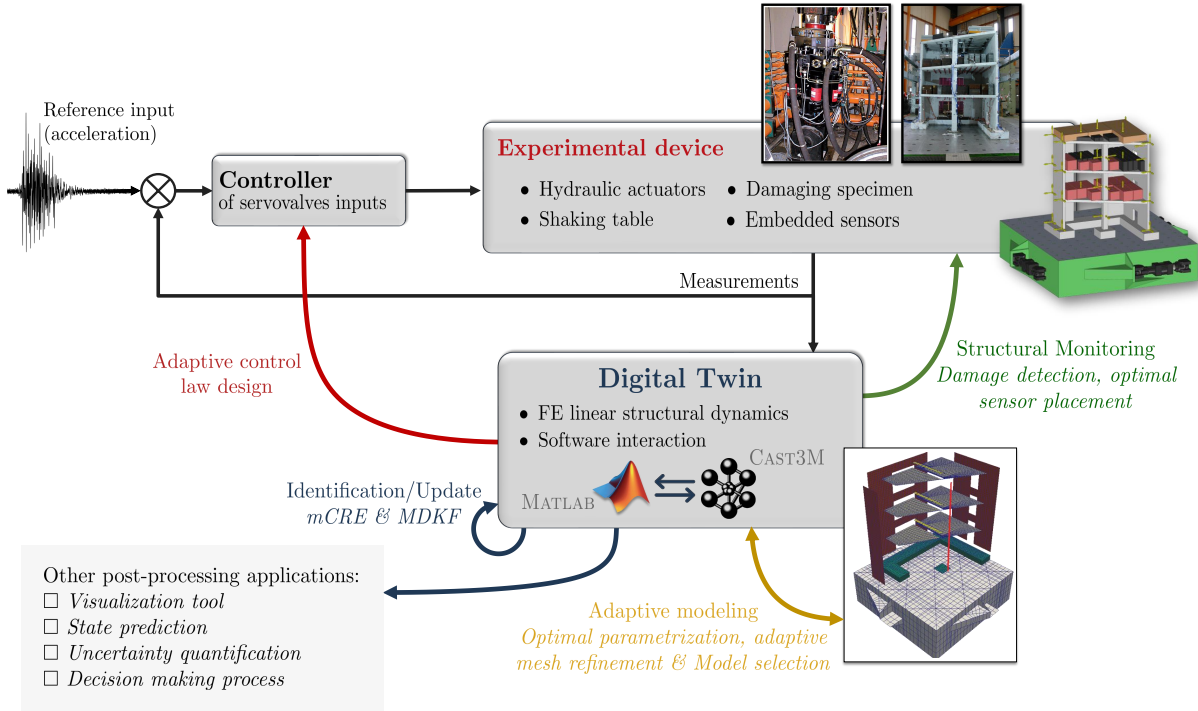 Reference input
(acceleration)
Controller
of servovalves inputs
Experimental device
• Hydraulic actuators
• Damaging specimen
• Shaking table
• Embedded sensors
Measurements
Adaptive control
law design
Digital Twin
• FE linear structural dynamics
• Software interaction
CAST3M
MATLAB
Structural Monitoring
Damage detection, optimal
sensor placement
Identification/Update
mCRE & MDKF
Other post-processing applications:
☐ Visualization tool
☐ State prediction
☐ Uncertainty quantification
☐ Decision making process
Adaptive modeling
Optimal parametrization, adaptive
mesh refinement & Model selection